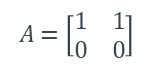 A = [1 1
0 0]